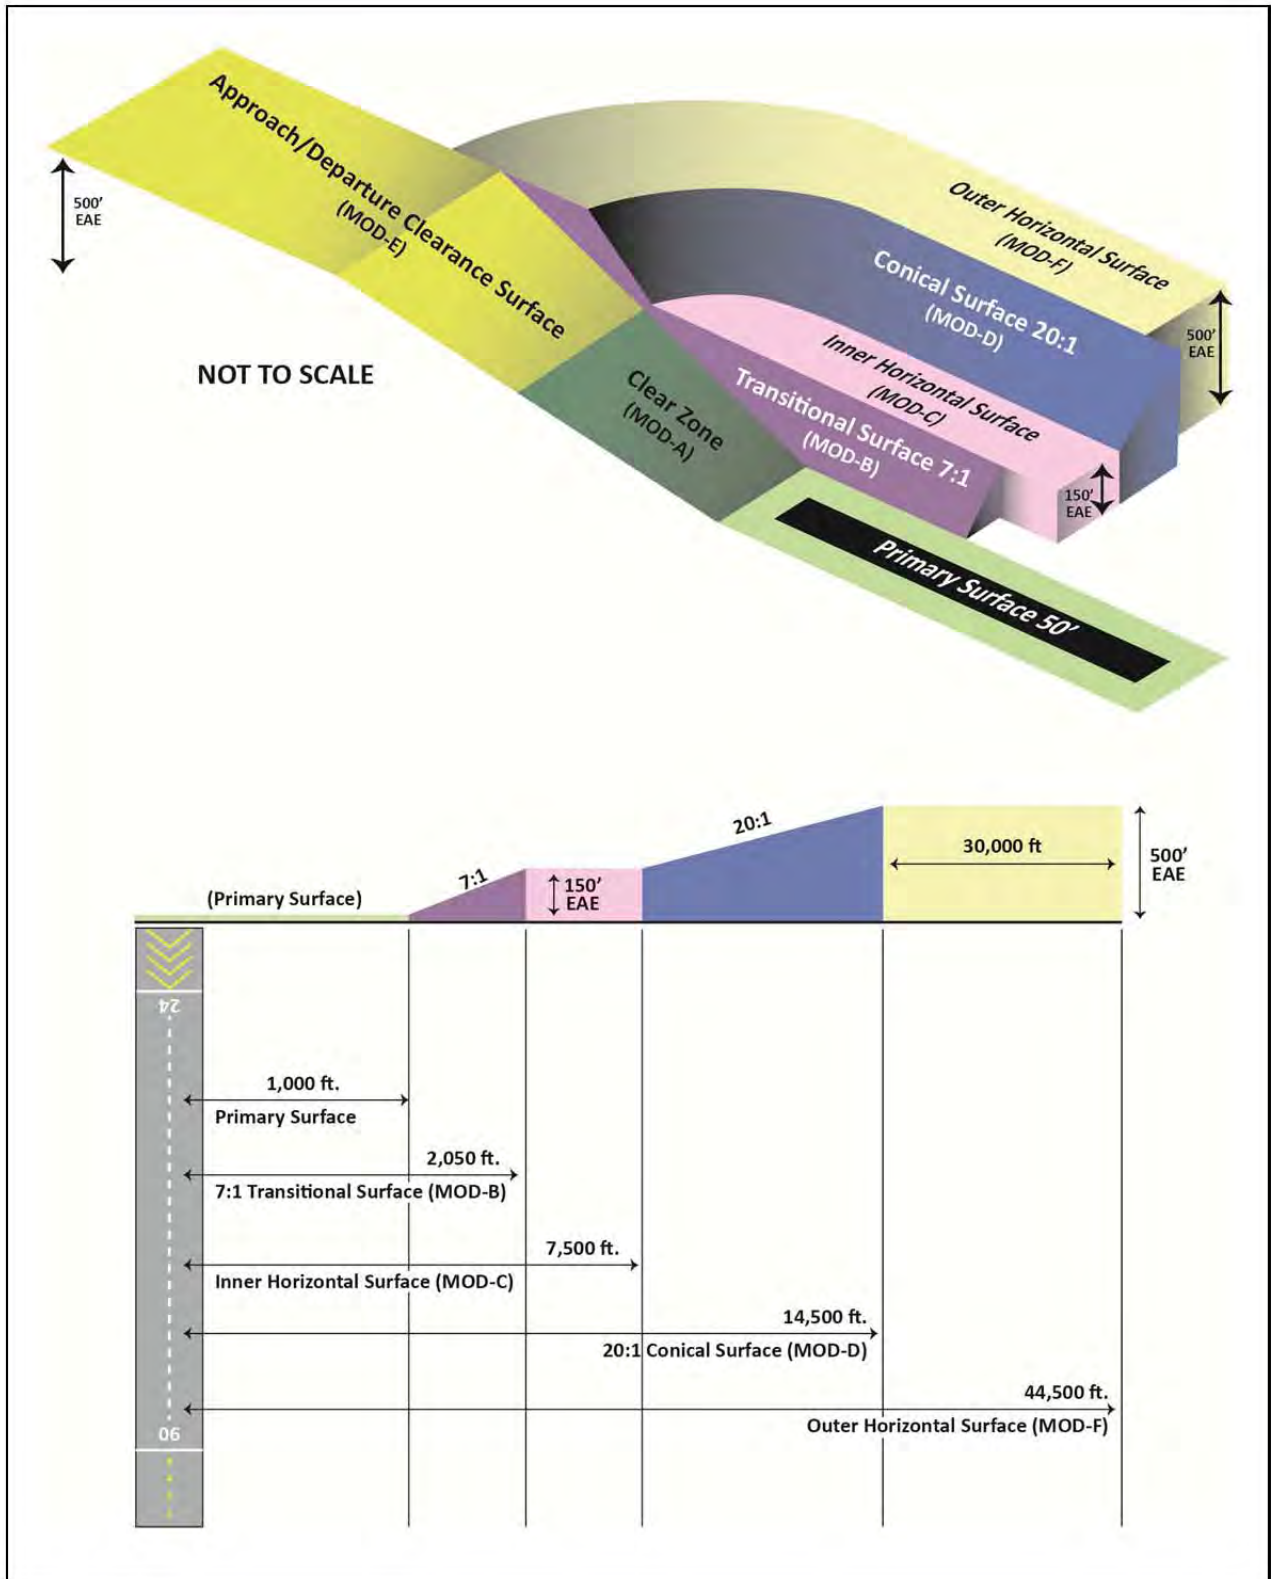 Approach/Departure Clearance Surface
(MOD-E)
500'
EAE
Outer Horizontal Surface
(MOD-F)
Conical Surface 20:1
(MOD-D)
500'
EAE
Inner Horizontal Surface
(MOD-C)
NOT TO SCALE
Clear Zone
(MOD-A)
Transitional Surface 7:1
(MOD-B)
150'
EAE
Primary Surface 50'
20:1
30,000 ft
500'
EAE
7:1
150'
EAE
(Primary Surface)
24
1,000 ft.
Primary Surface
2,050 ft.
7:1 Transitional Surface (MOD-B)
7,500 ft.
Inner Horizontal Surface (MOD-C)
14,500 ft.
20:1 Conical Surface (MOD-D)
44,500 ft.
Outer Horizontal Surface (MOD-F)
06